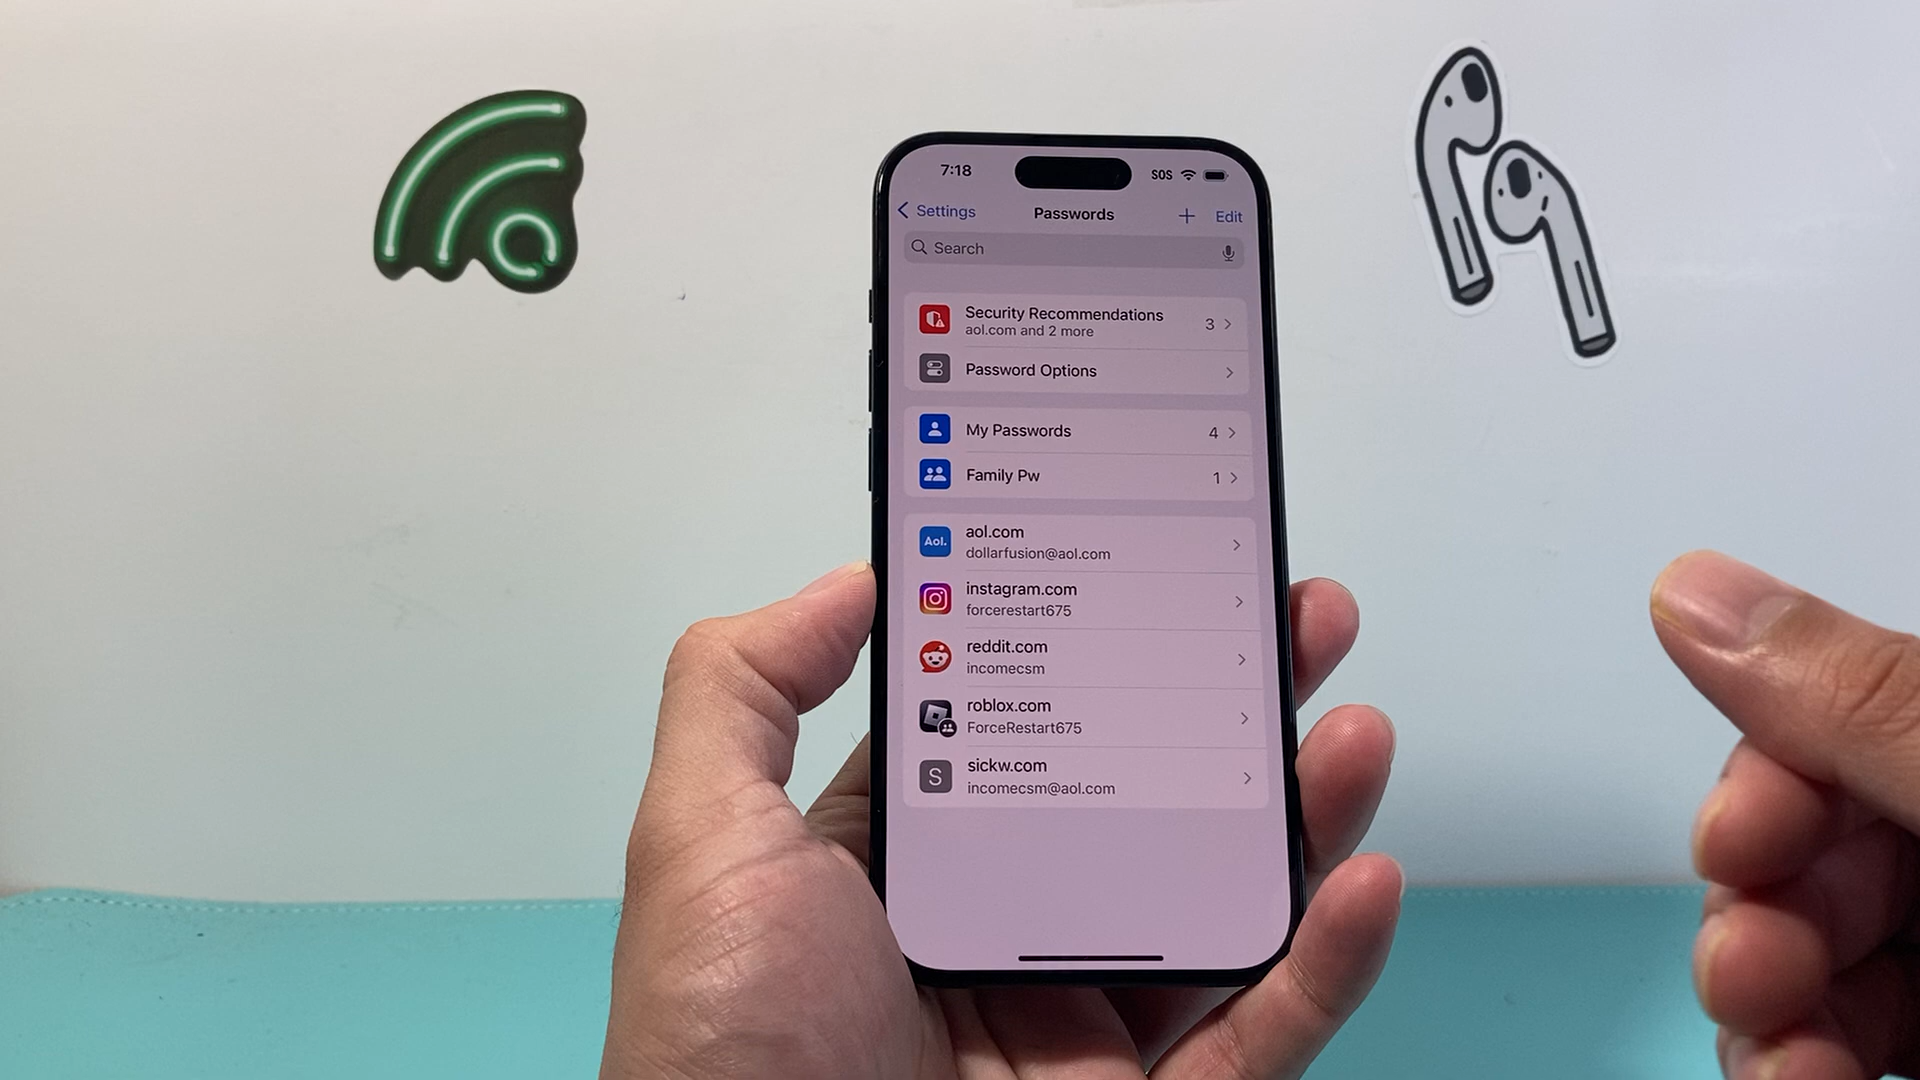 7:18
SOS
Settings
Passwords
Edit
Search
Security Recommendations
aol.com and 2 more
3
Password Options
My Passwords
4
Family Pw
1
Aol.
aol.com
dollarfusion@aol.com
instagram.com
forcerestart675
reddit.com
incomecsm
roblox.com
ForceRestart675
S
sickw.com
incomecsm@aol.com